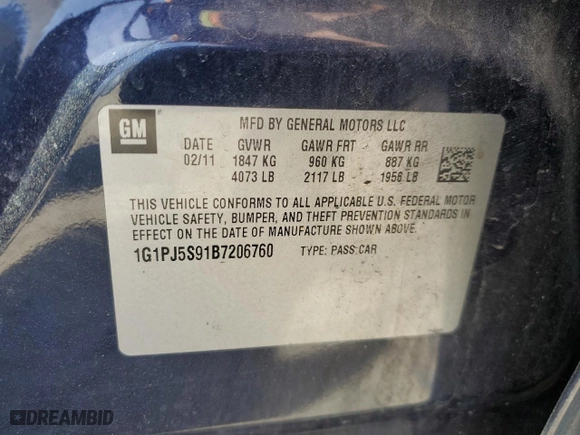 GM
MFD BY GENERAL MOTORS LLC
DATE GVWR GAWR FRT GAWR RR
02/11 1847 KG 960 KG 887 KG
4073 LB 2117 LB 1956 LB
THIS VEHICLE CONFORMS TO ALL APPLICABLE U.S. FEDERAL MOTOR
VEHICLE SAFETY, BUMPER, AND THEFT PREVENTION STANDARDS IN
EFFECT ON THE DATE OF MANUFACTURE SHOWN ABOVE.
1G1PJ5S91B7206760 TYPE: PASS CAR
DREAMBID